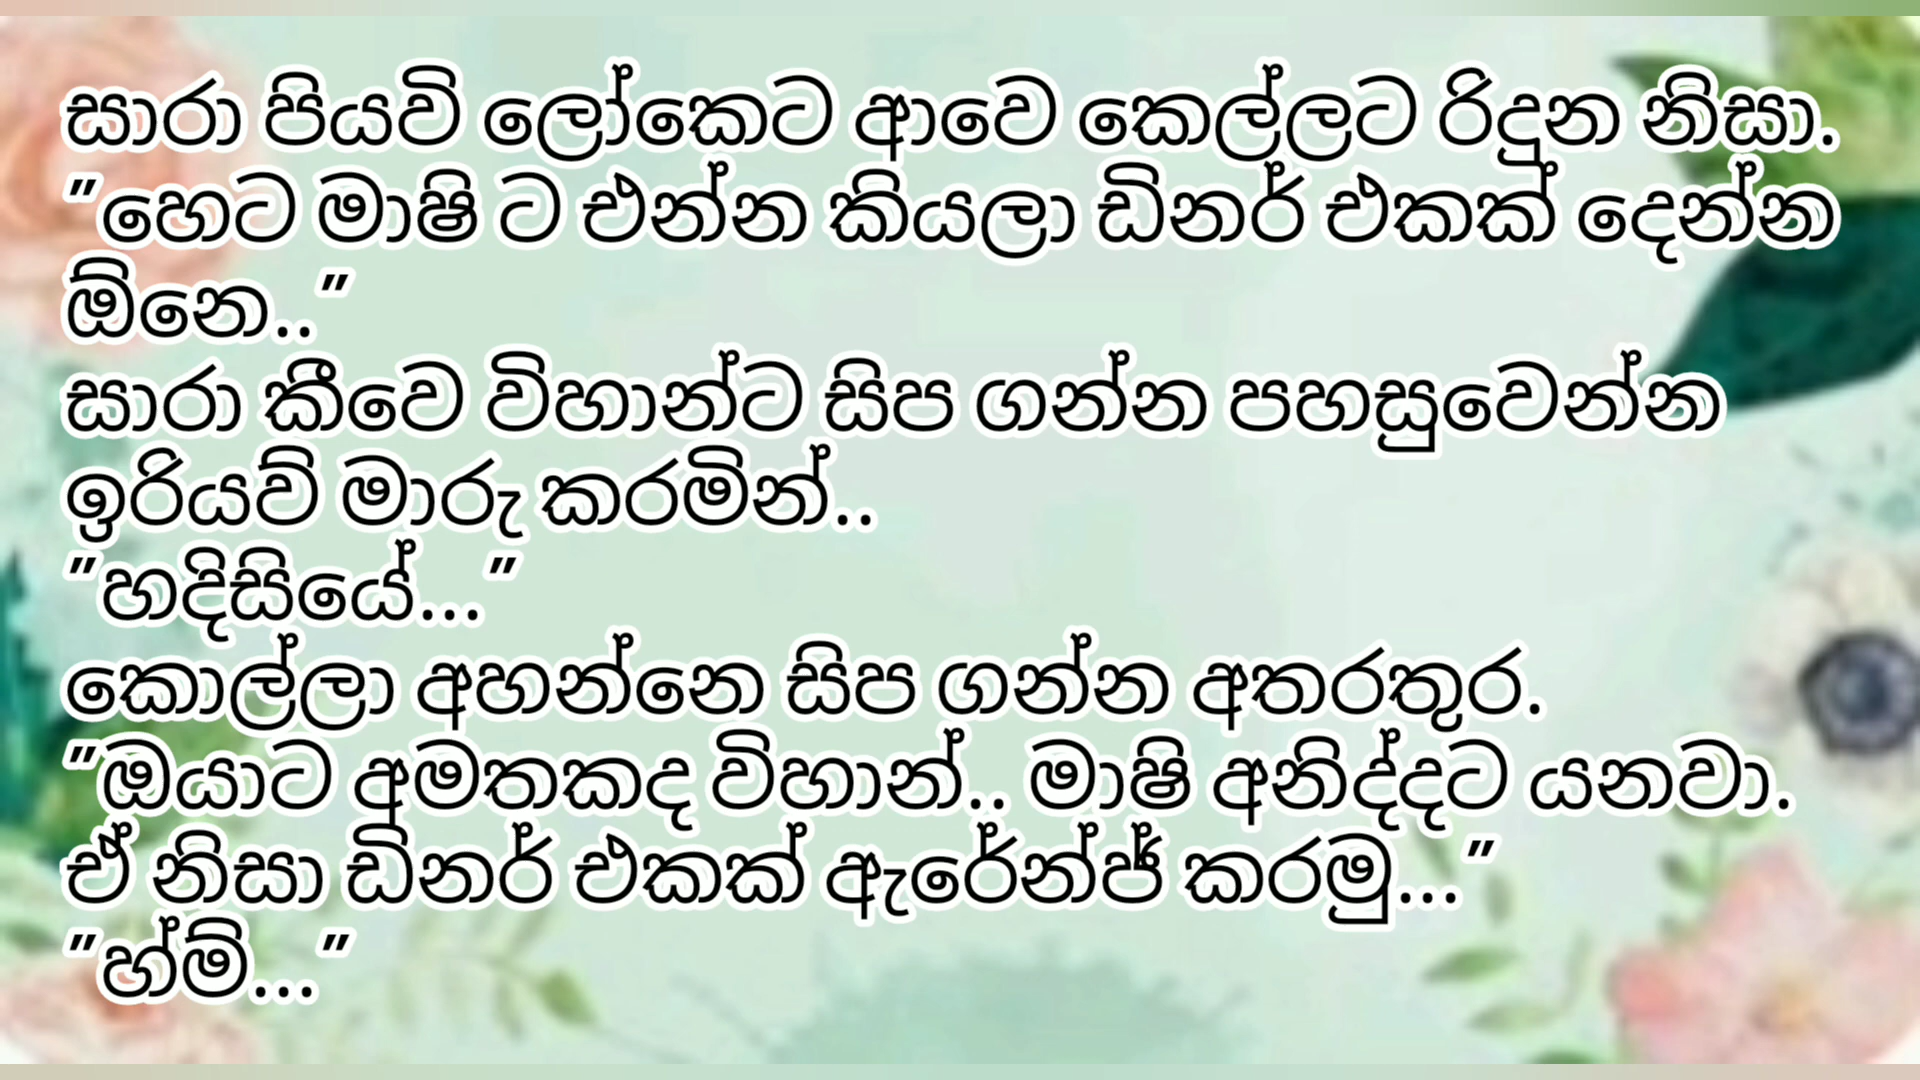 සාරා පියවි ලෝකෙට ආවෙ කෙල්ලට රිදුන නිසා.
"හෙට මාෂි ට එන්න කියලා ඩිනර් එකක් දෙන්න
ඕනෙ.."
සාරා කීවෙ විහාන්ට සිප ගන්න පහසුවෙන්න
ඉරියව් මාරු කරමින්..
"හදිසියේ..."
කොල්ලා අහන්නෙ සිප ගන්න අතරතුර.
"ඔයාට අමතකද විහාන්.. මාෂි අනිද්දට යනවා.
ඒ නිසා ඩිනර් එකක් ඇරේන්ජ් කරමු..."
"හ්ම්..."